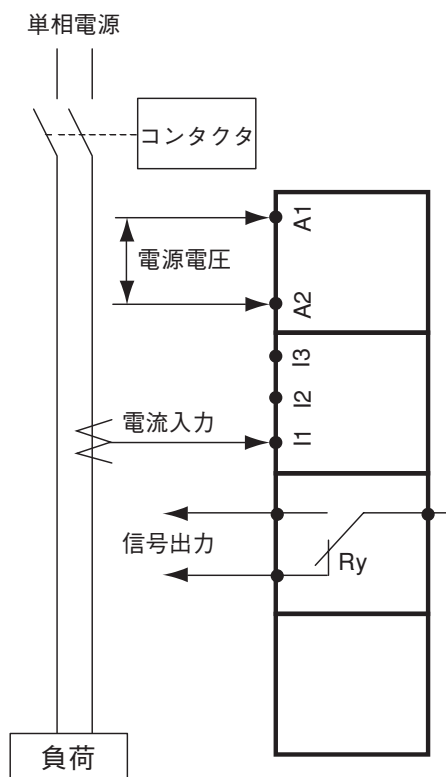 単相電源
コンタクタ
A1
電源電圧
A2
I3
I2
電流入力
I1
信号出力
Ry
負荷